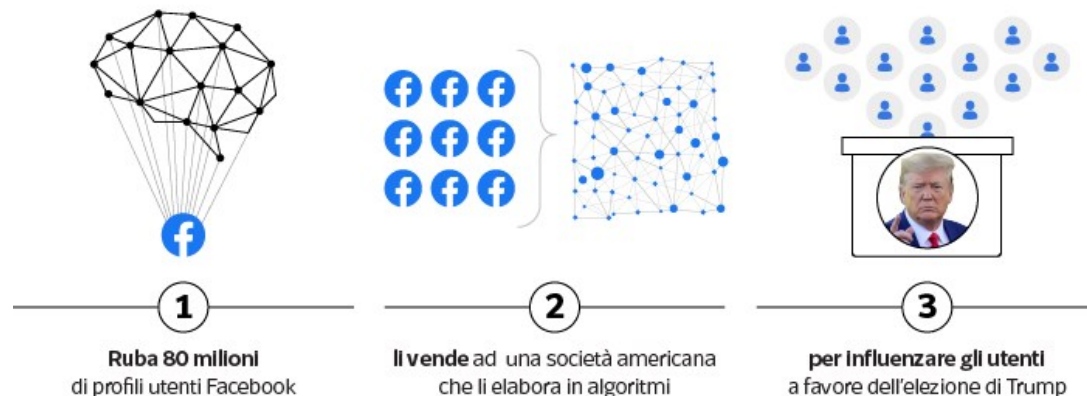 1
Ruba 80 milioni
di profili utenti Facebook
2
li vende ad una società americana
che li elabora in algoritmi
3
per influenzare gli utenti
a favore dell'elezione di Trump